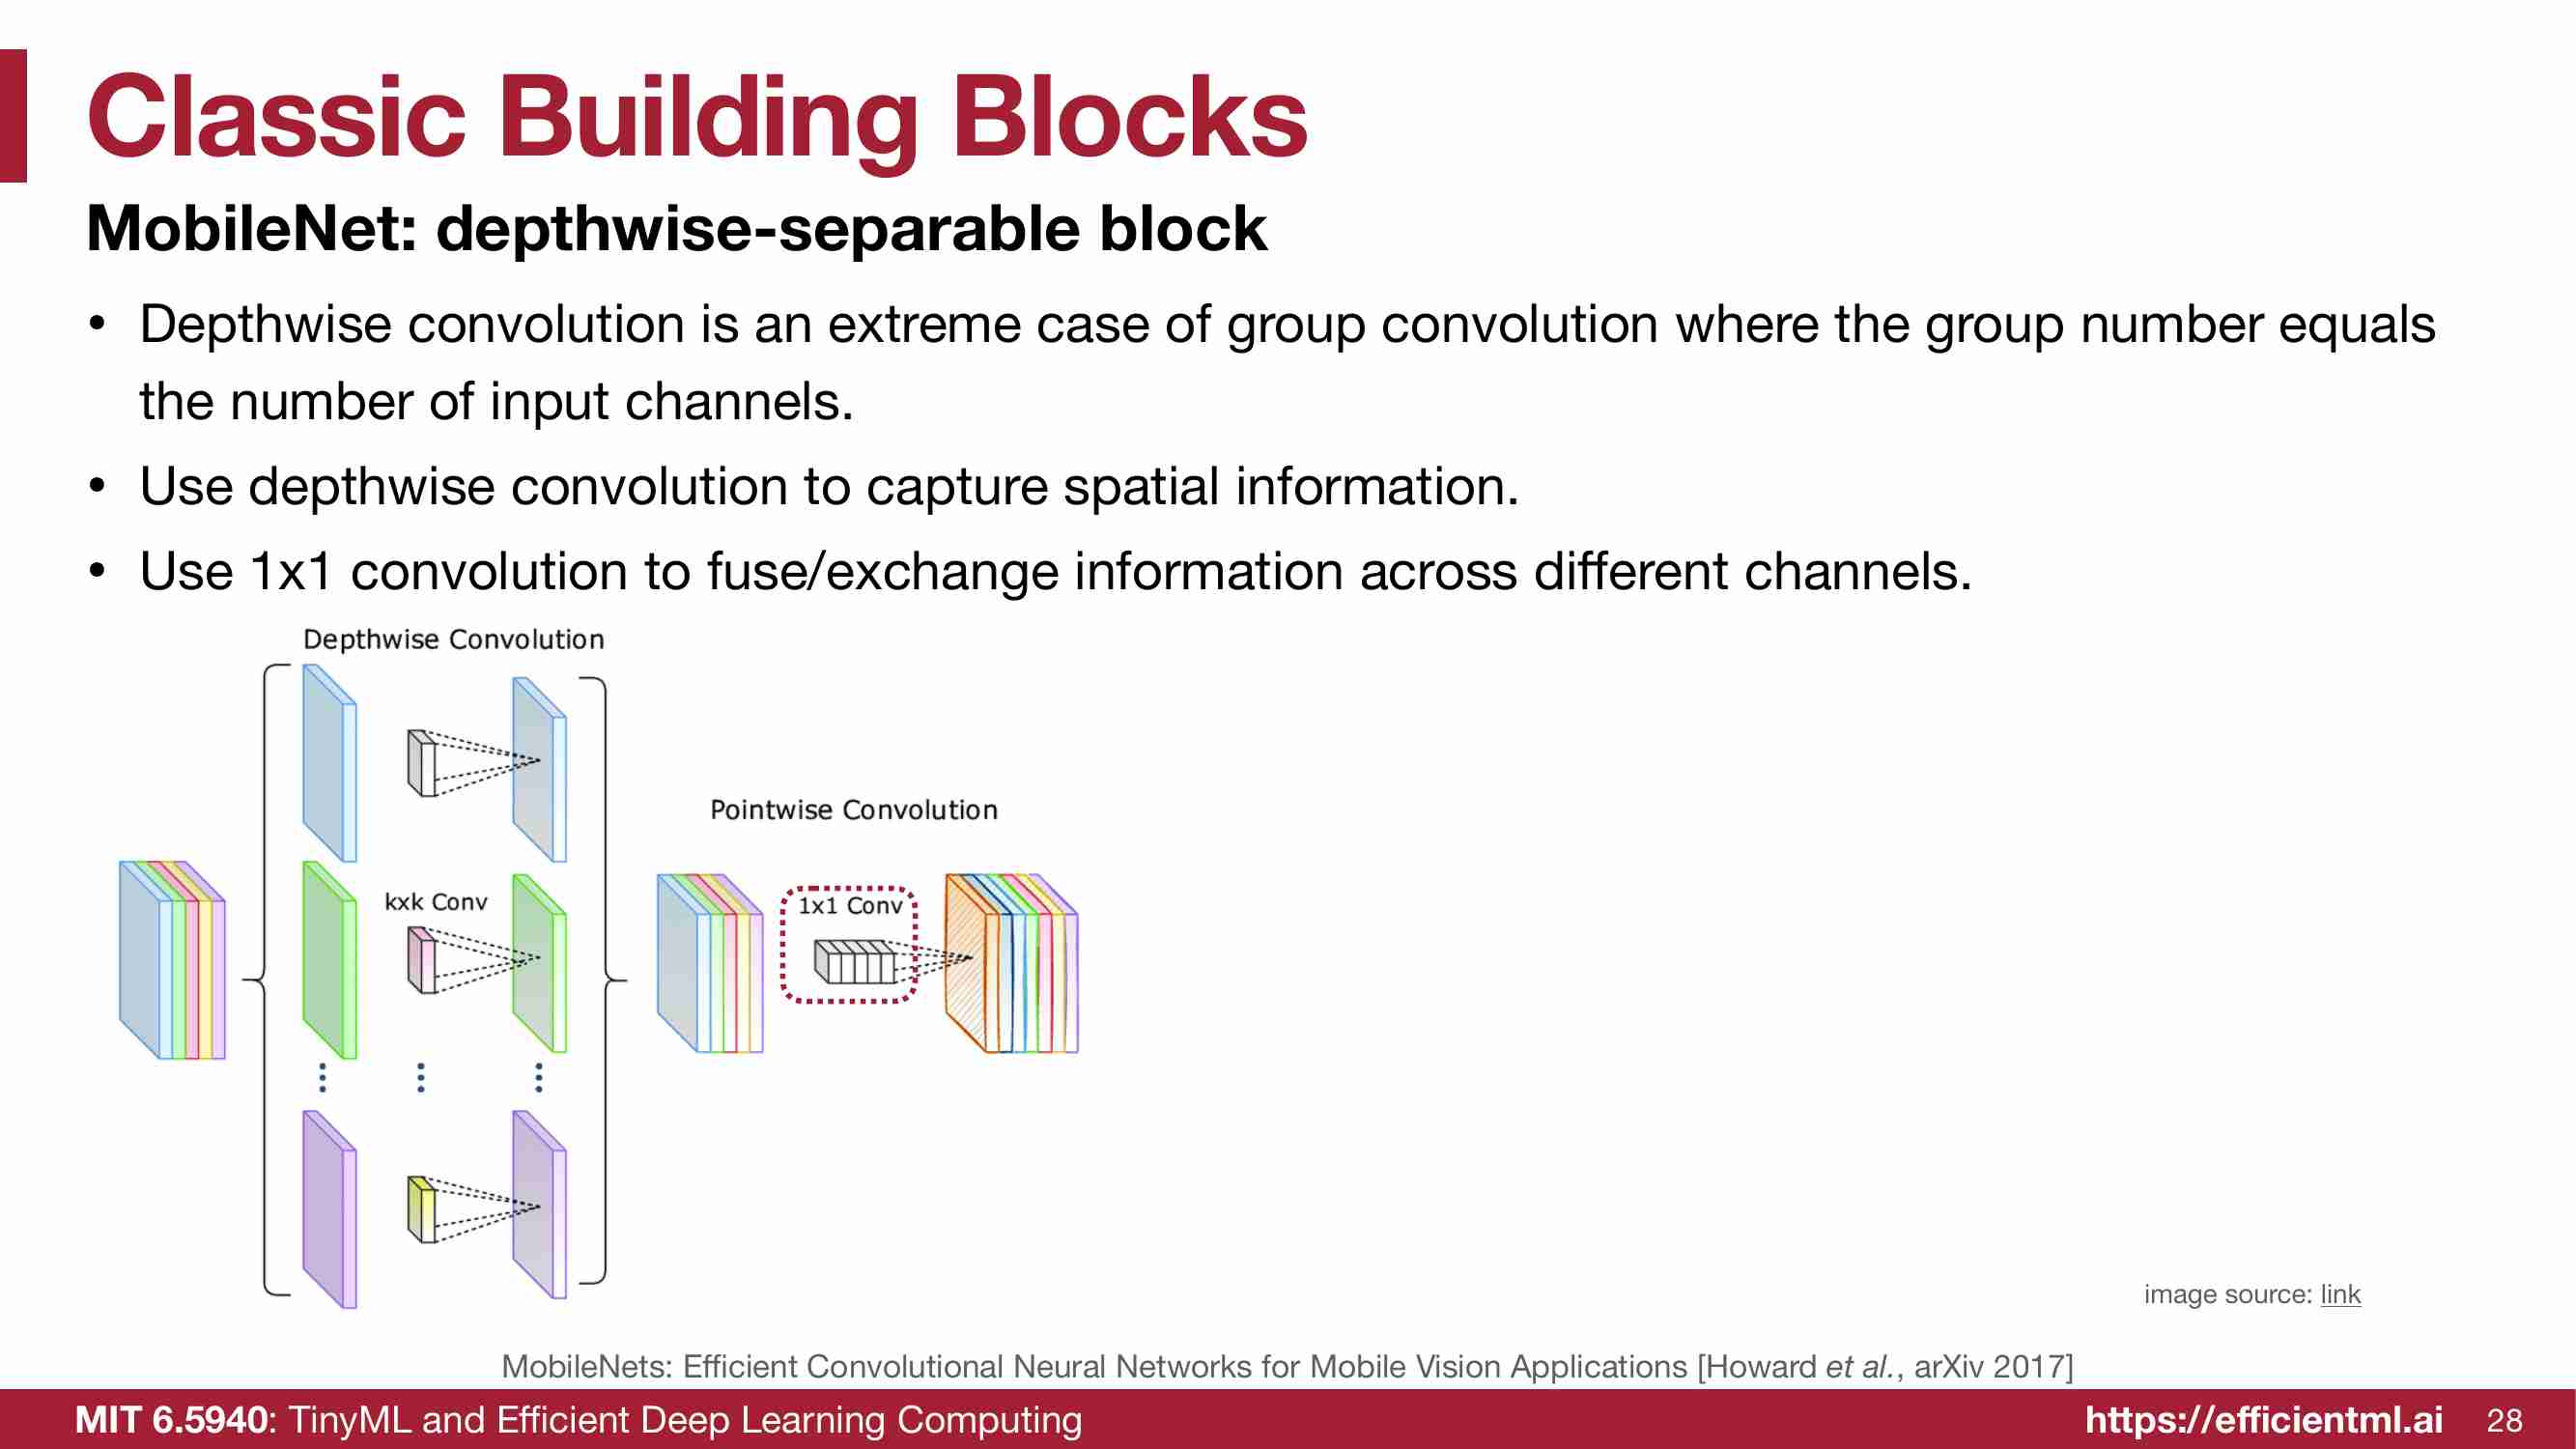 Classic Building Blocks
MobileNet: depthwise-separable block
• Depthwise convolution is an extreme case of group convolution where the group number equals
the number of input channels.
• Use depthwise convolution to capture spatial information.
• Use 1x1 convolution to fuse/exchange information across different channels.
Depthwise Convolution
Pointwise Convolution
kxk Conv
1x1 Conv
image source: link
MobileNets: Efficient Convolutional Neural Networks for Mobile Vision Applications [Howard et al., arXiv 2017]
MIT 6.5940: TinyML and Efficient Deep Learning Computing
https://efficientml.ai
28